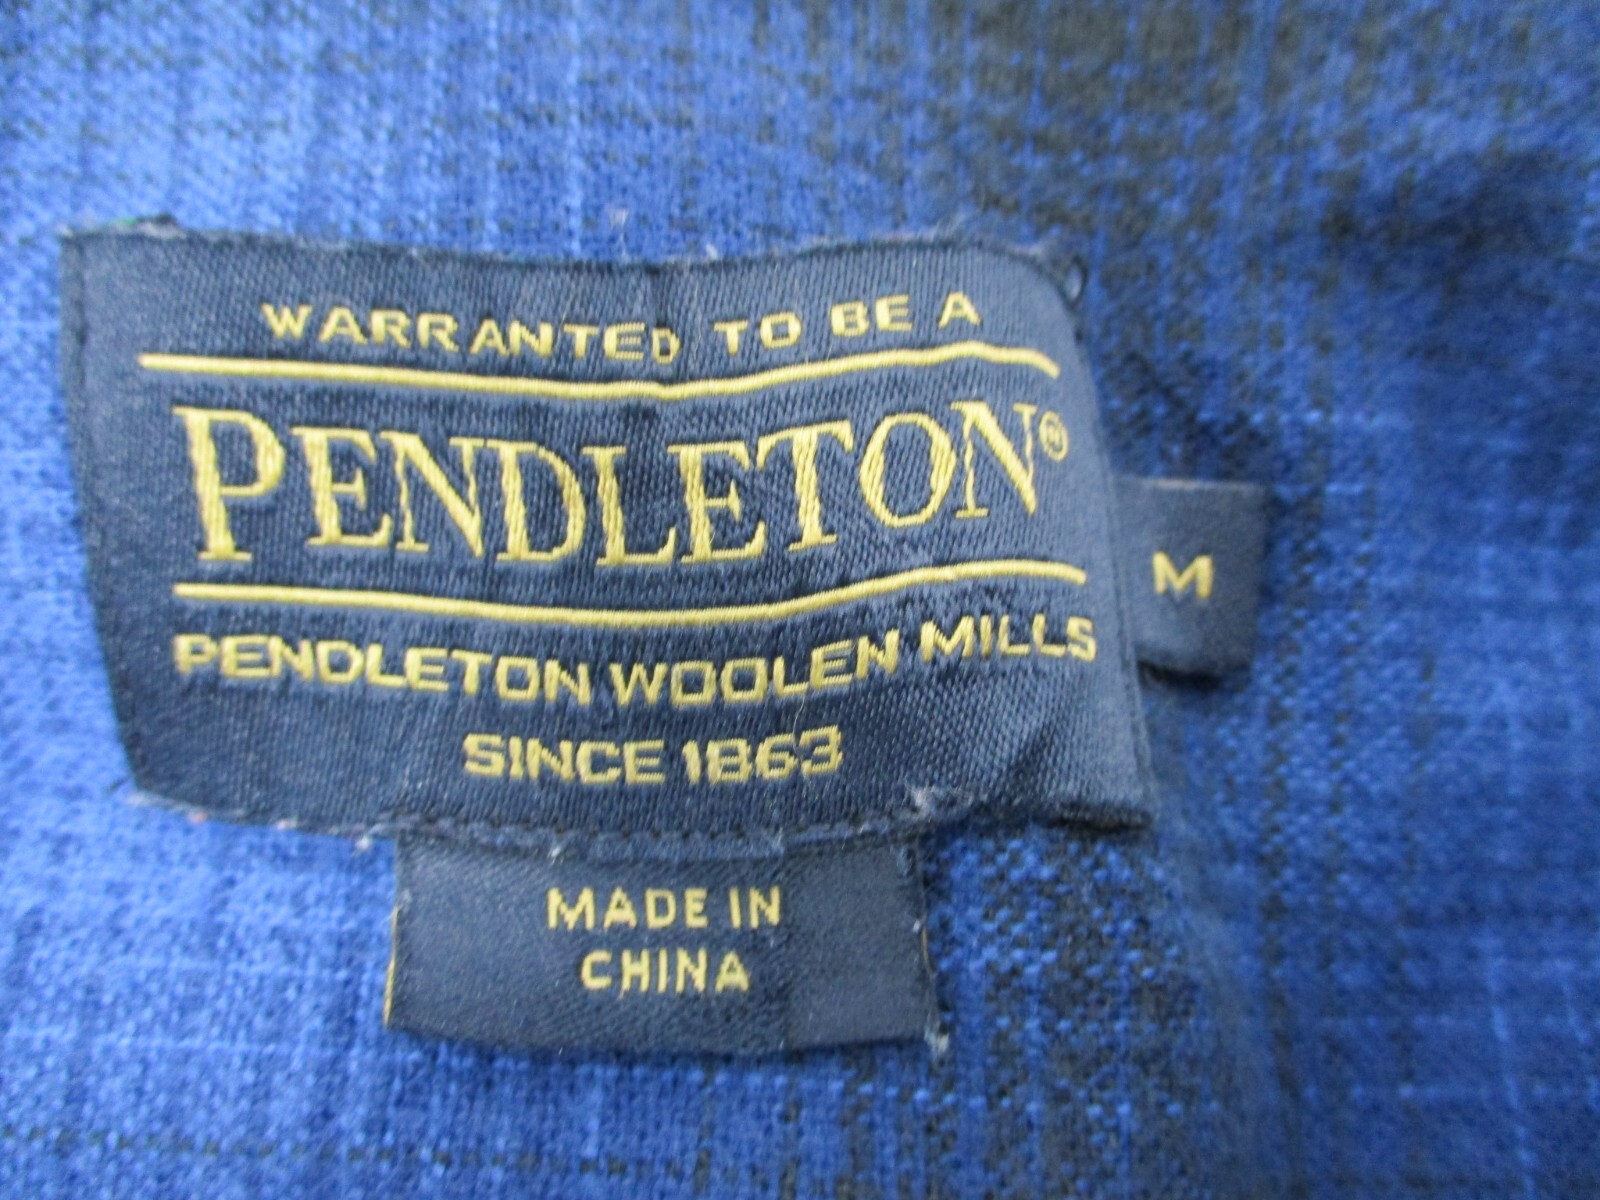 WARRANTED TO BE A
PENDLETON®
PENDLETON WOOLEN MILLS
SINCE 1863
M
MADE IN
CHINA